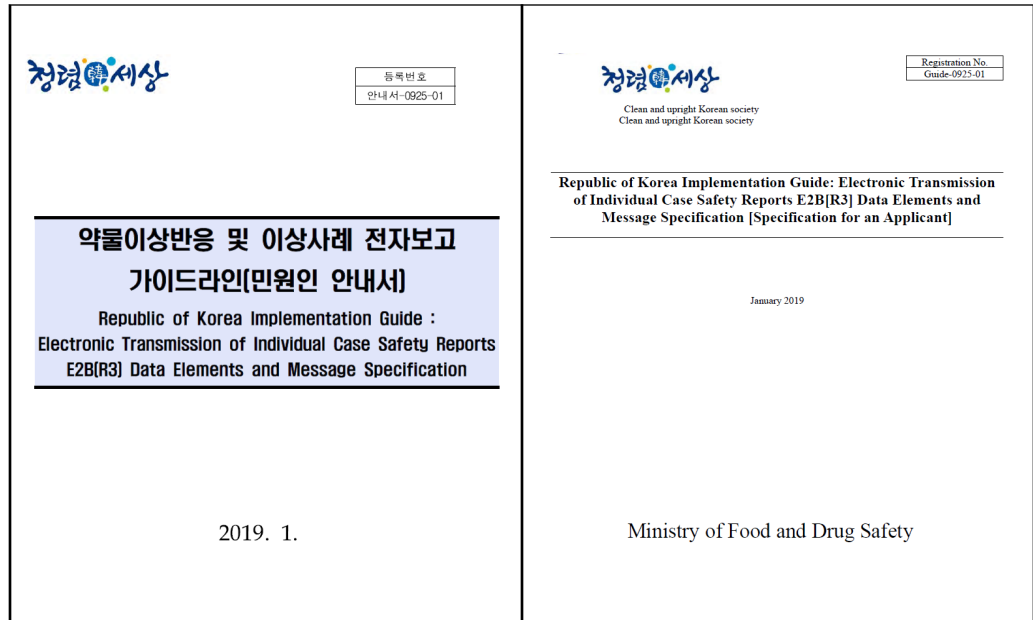 청렴韓세상
등록번호
안내서-0925-01
약물이상반응 및 이상사례 전자보고
가이드라인[민원인 안내서]
Republic of Korea Implementation Guide :
Electronic Transmission of Individual Case Safety Reports
E2B(R3) Data Elements and Message Specification
2019. 1.
청렴韓세상
Registration No.
Guide-0925-01
Clean and upright Korean society
Clean and upright Korean society
Republic of Korea Implementation Guide: Electronic Transmission
of Individual Case Safety Reports E2B[R3] Data Elements and
Message Specification [Specification for an Applicant]
January 2019
Ministry of Food and Drug Safety